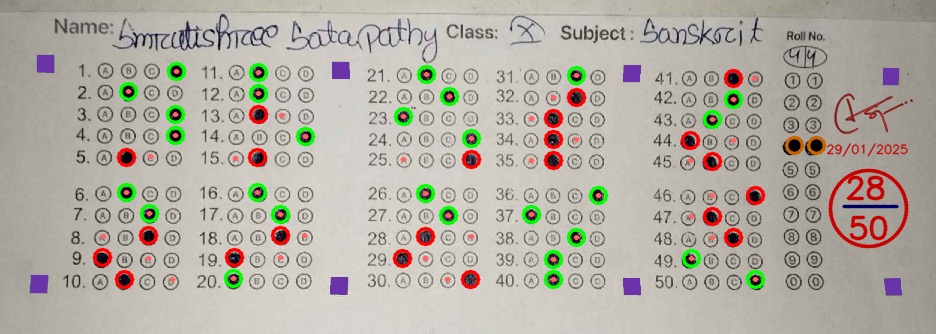 Name: Smrutishree Satapathy Class: X Subject: Sanskrit Roll No.
44
1. A B C 11. A C D 21. A C D 31. A B D 41. A B D
2. A C D 12. A C D 22. A B D 32. A B D 42. A B D
3. A B C 13. A C D 23. B C D 33. A C D 43. A C D
4. A B C 14. A B C 24. A B C 34. A C D 44. B C D
5. A C D 15. A C D 25. A B C 35. A C D 45. A C D
29/01/2025
6. A C D 16. A C D 26. A C D 36. A B C 46. A B C
7. A B D 17. A B D 27. A B D 37. B C D 47. A C D
8. A B D 18. A B D 28. A C D 38. A B D 48. A B D
9. B C D 19. B C D 29. B C D 39. A C D 49. B C D
10. A C D 20. B C D 30. A B C 40. A C D 50. A B C
1 1
2 2
3 3
5 5
6 6
7 7
8 8
9 9
0 0
28
50